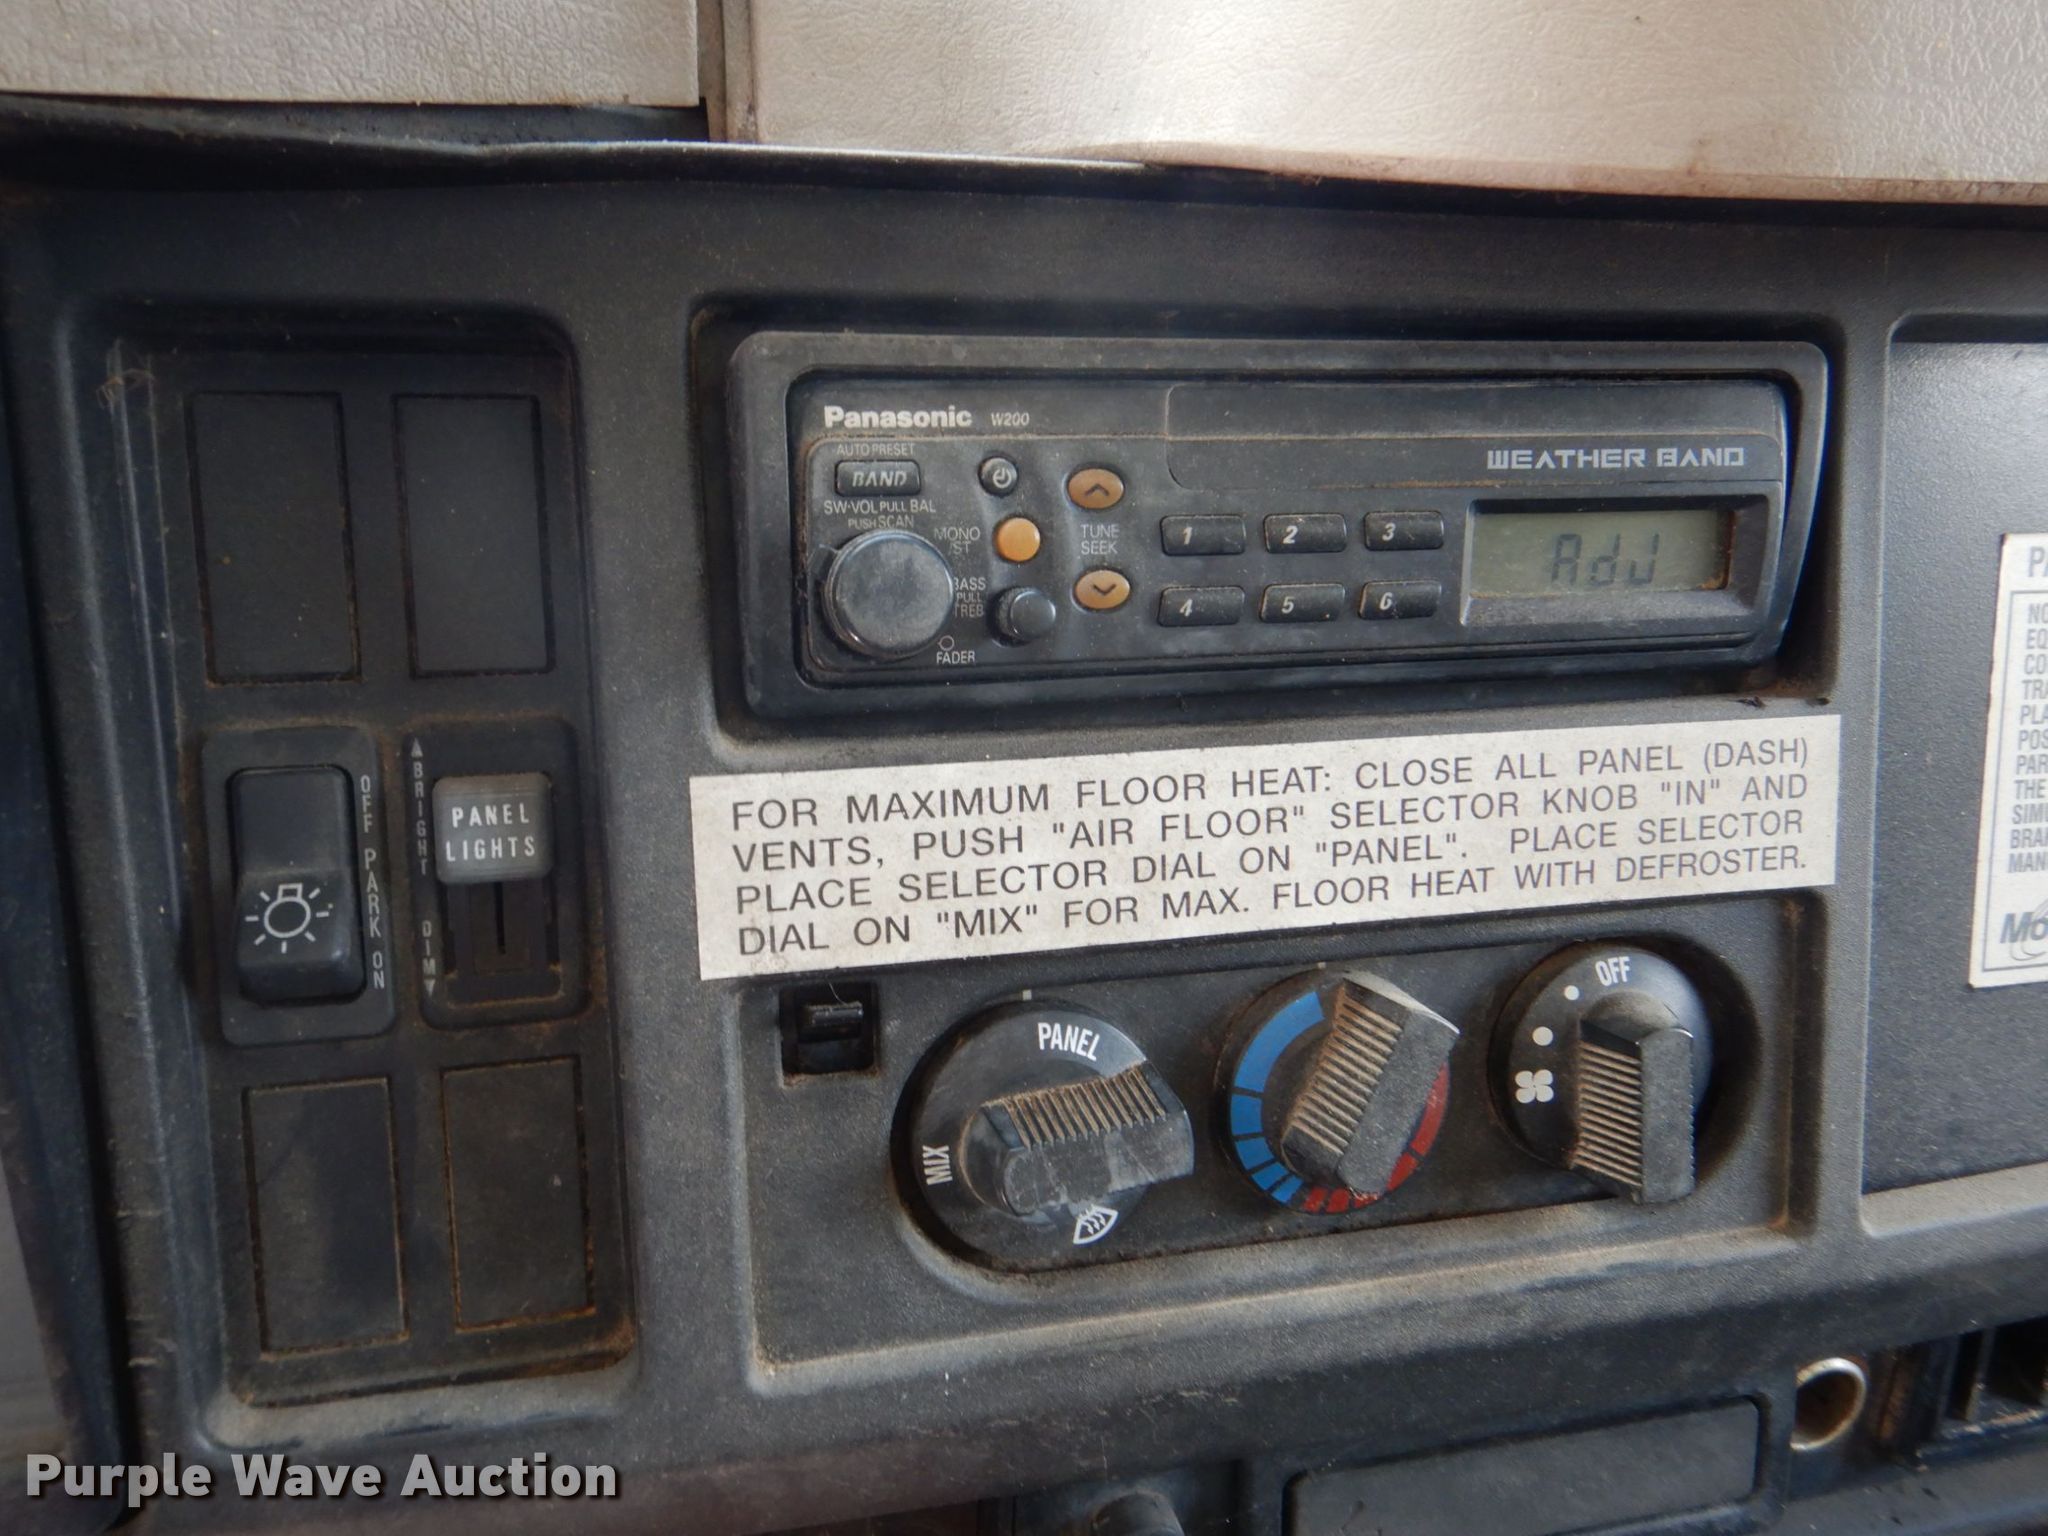 Panasonic W200
AUTO PRESET
BAND
SW·VOL PULL BAL
PUSH SCAN
MONO
/ST
BASS
PULL
TREB
FADER
TUNE
SEEK
1 2 3
4 5 6
WEATHER BAND
AdJ
OFF PARK ON
BRIGHT DIM
PANEL
LIGHTS
FOR MAXIMUM FLOOR HEAT: CLOSE ALL PANEL (DASH)
VENTS, PUSH "AIR FLOOR" SELECTOR KNOB "IN" AND
PLACE SELECTOR DIAL ON "PANEL". PLACE SELECTOR
DIAL ON "MIX" FOR MAX. FLOOR HEAT WITH DEFROSTER.
PANEL
MIX
OFF
THE
Purple Wave Auction